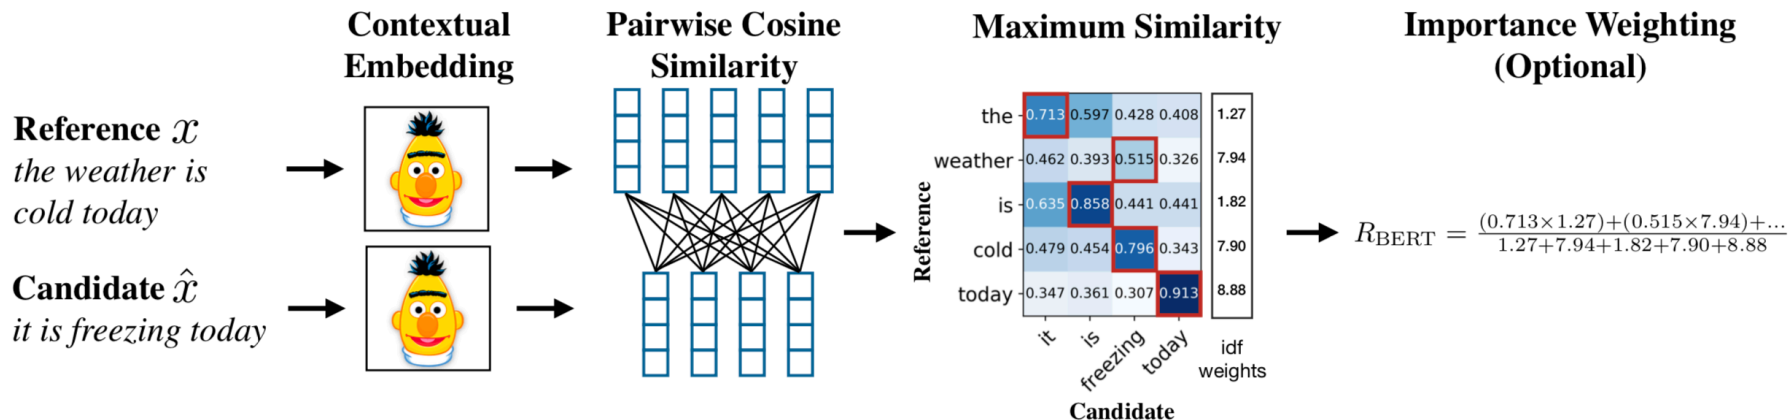 Contextual
Embedding
Pairwise Cosine
Similarity
Maximum Similarity
Importance Weighting
(Optional)
Reference x
the weather is
cold today
Candidate x̂
it is freezing today
Reference
the 0.713 0.597 0.428 0.408 1.27
weather 0.462 0.393 0.515 0.326 7.94
is 0.635 0.858 0.441 0.441 1.82
cold 0.479 0.454 0.796 0.343 7.90
today 0.347 0.361 0.307 0.913 8.88
it is freezing today
idf
weights
Candidate
R_BERT = (0.713×1.27)+(0.515×7.94)+...
1.27+7.94+1.82+7.90+8.88